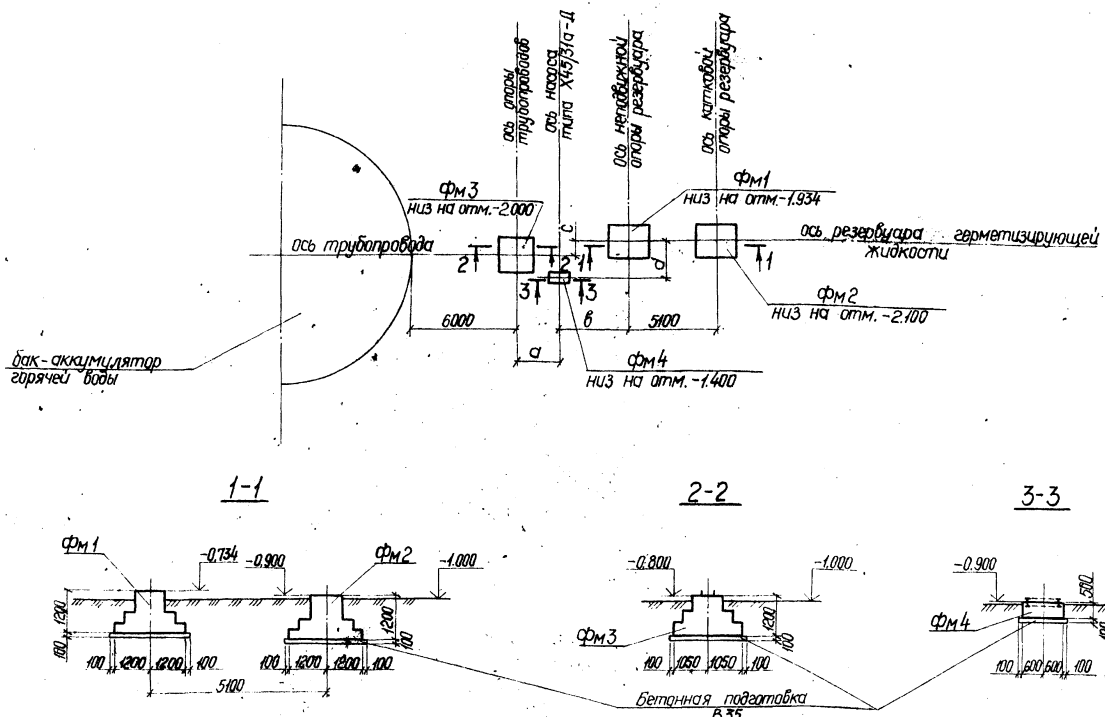 ось опоры
трубопроводов
ось насоса
типа Х45/31а-Д
ось неподвижной
опоры резервуара
ось катковой
опоры резервуара
фм3
низ на отм.-2.000
фм1
низ на отм.-1.934
ось трубопровода
ось резервуара герметизирующей
жидкости
2
2
1
1
3
3
с
d
фм2
низ на отм.-2.100
6000
а
в
5100
фм4
низ на отм.-1.400
бак-аккумулятор
горячей воды
1-1
2-2
3-3
фм1
-0.734
-0.900
фм2
-1.000
1200
100
1200
100
100
1200
1200
100
100
1200
1200
100
5100
-0.800
-1.000
фм3
1200
100
100
1050
1050
100
-0.900
500
фм4
100
100
600
600
100
Бетонная подготовка
В35